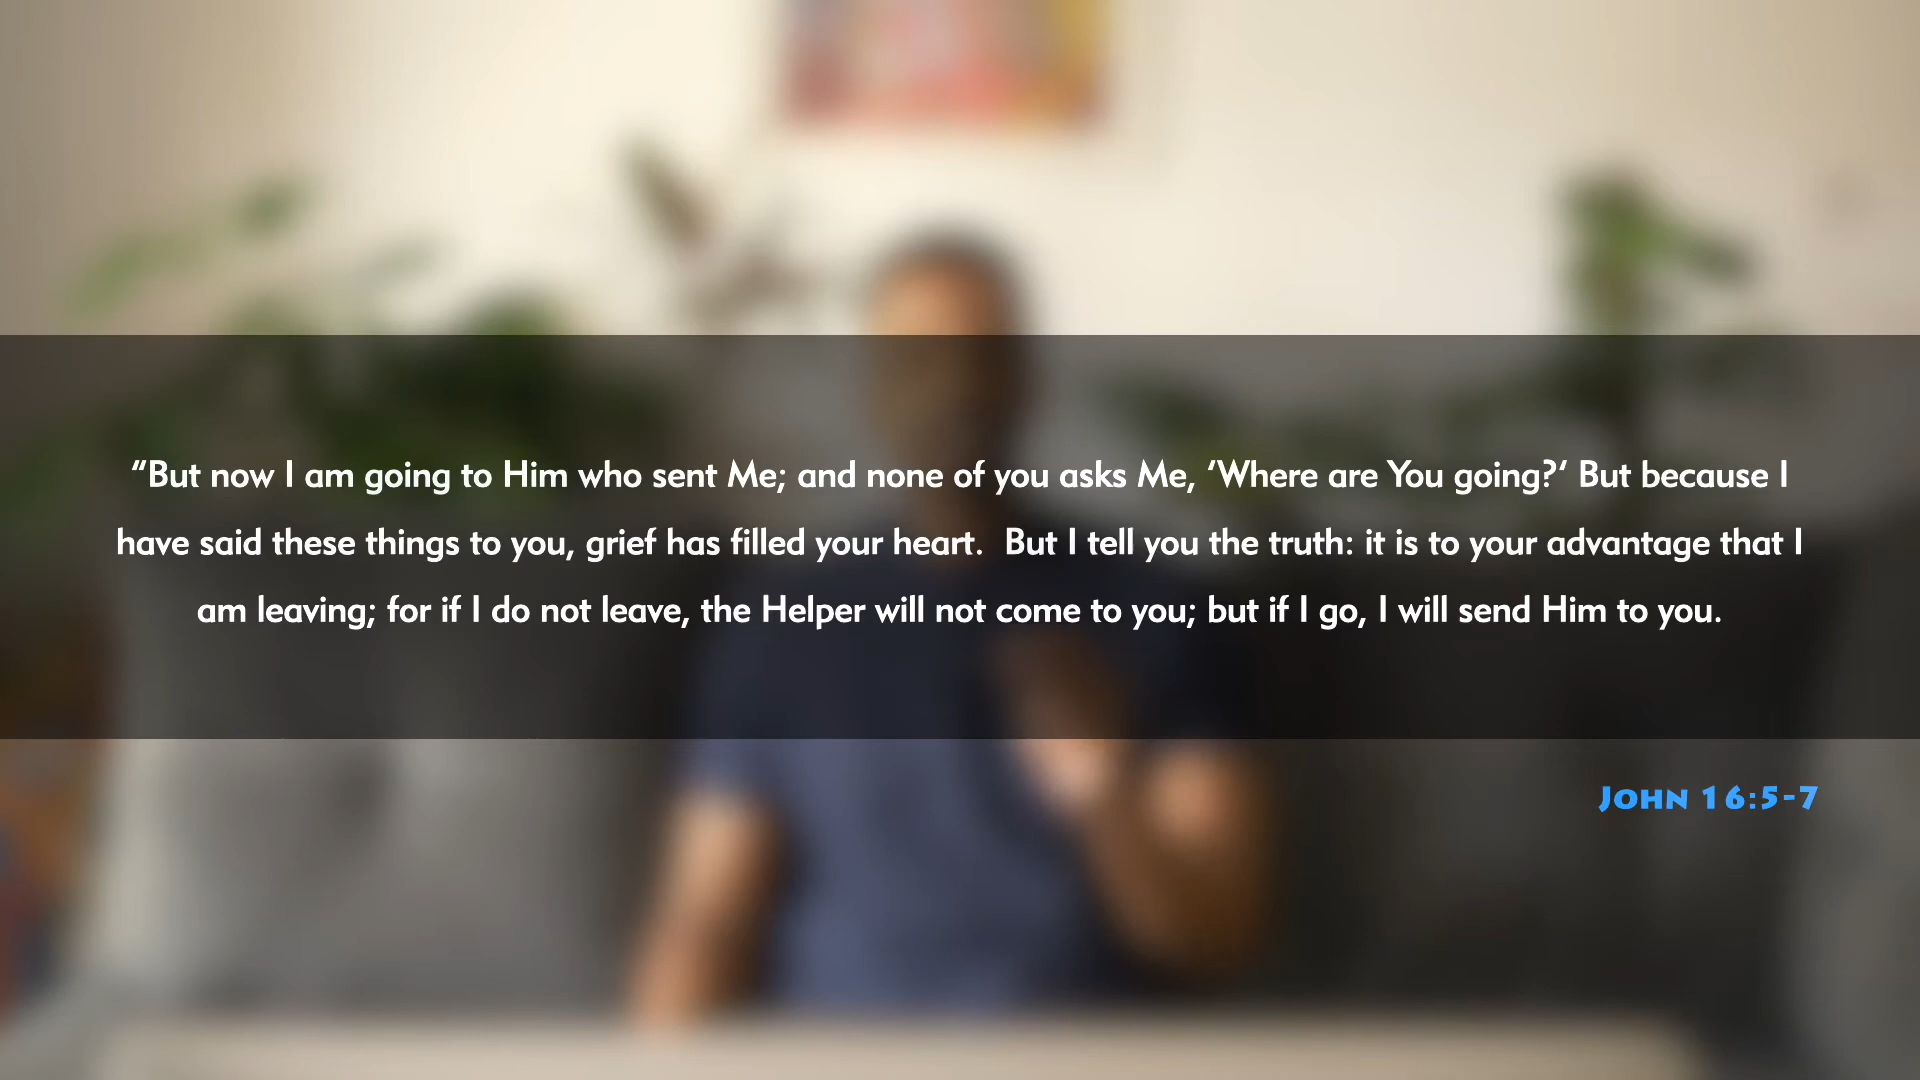 “But now I am going to Him who sent Me; and none of you asks Me, ‘Where are You going?‘ But because I
have said these things to you, grief has filled your heart.  But I tell you the truth: it is to your advantage that I
am leaving; for if I do not leave, the Helper will not come to you; but if I go, I will send Him to you.
John 16:5-7